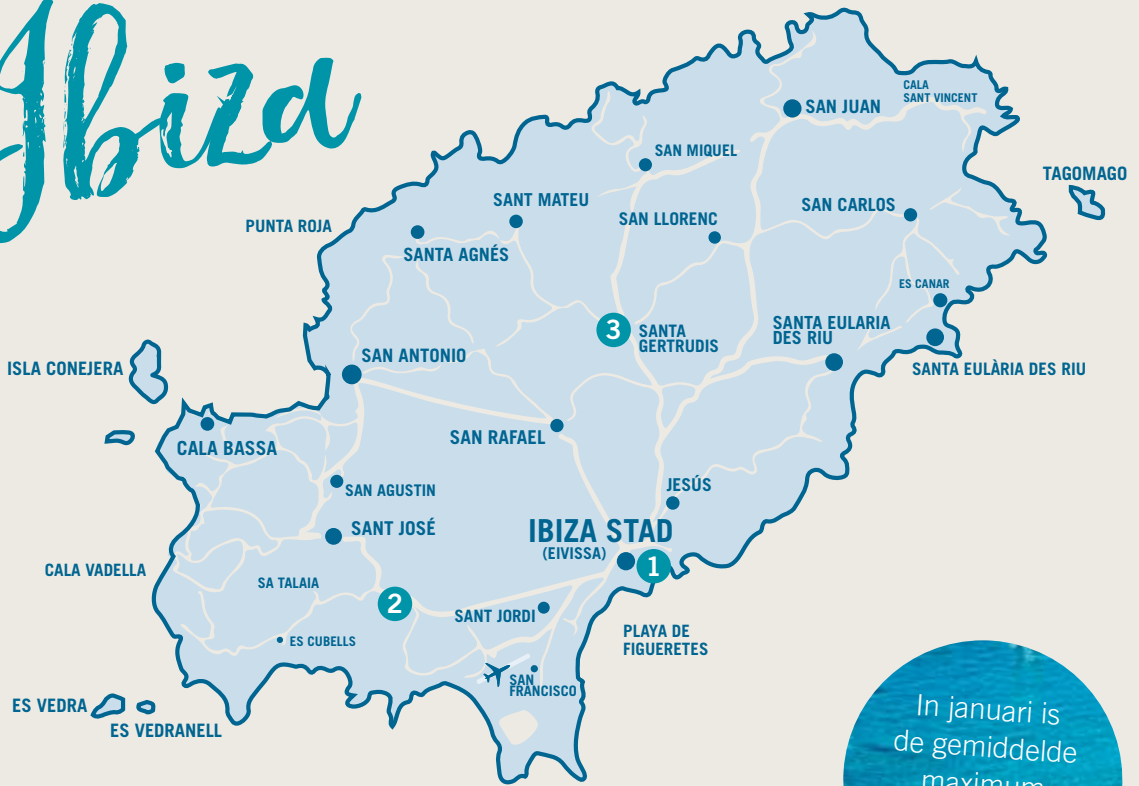 Ibiza
CALA
SANT VINCENT
SAN JUAN
SAN MIQUEL
TAGOMAGO
SANT MATEU
SAN CARLOS
SAN LLORENC
PUNTA ROJA
SANTA AGNÉS
ES CANAR
3
SANTA
GERTRUDIS
SANTA EULARIA
DES RIU
SAN ANTONIO
ISLA CONEJERA
SANTA EULÀRIA DES RIU
SAN RAFAEL
CALA BASSA
SAN AGUSTIN
JESÚS
SANT JOSÉ
IBIZA STAD
(EIVISSA)
1
CALA VADELLA
SA TALAIA
2
SANT JORDI
PLAYA DE
FIGUERETES
ES CUBELLS
SAN
FRANCISCO
ES VEDRA
ES VEDRANELL
In januari is
de gemiddelde
maximum